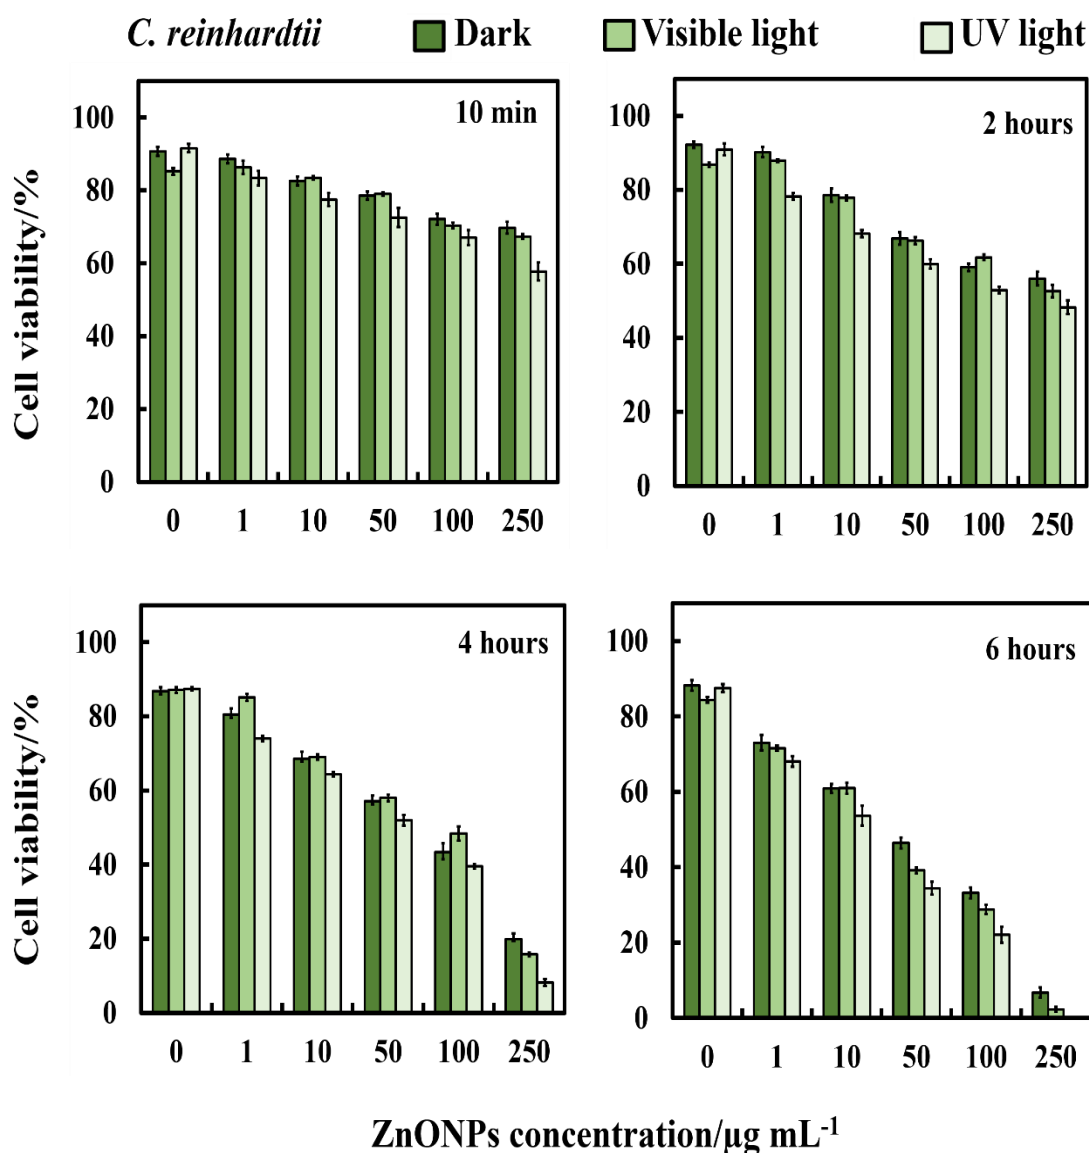 C. reinhardtii Dark Visible light UV light
10 min
Cell viability/%
100
80
60
40
20
0
0 1 10 50 100 250
2 hours
100
80
60
40
20
0
0 1 10 50 100 250
4 hours
Cell viability/%
100
80
60
40
20
0
0 1 10 50 100 250
6 hours
100
80
60
40
20
0
0 1 10 50 100 250
ZnONPs concentration/µg mL⁻¹